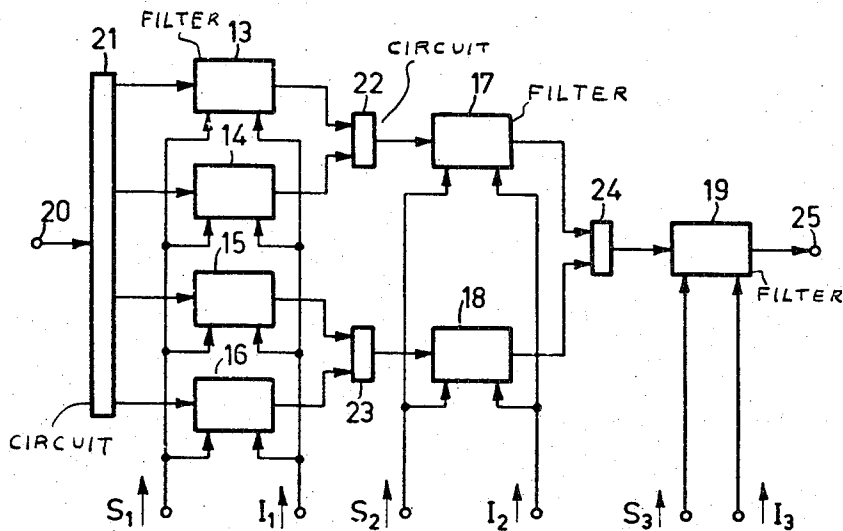 FILTER
13
21
CIRCUIT
22
17
FILTER
14
20
24
19
25
15
18
FILTER
16
23
CIRCUIT
S1
I1
S2
I2
S3
I3